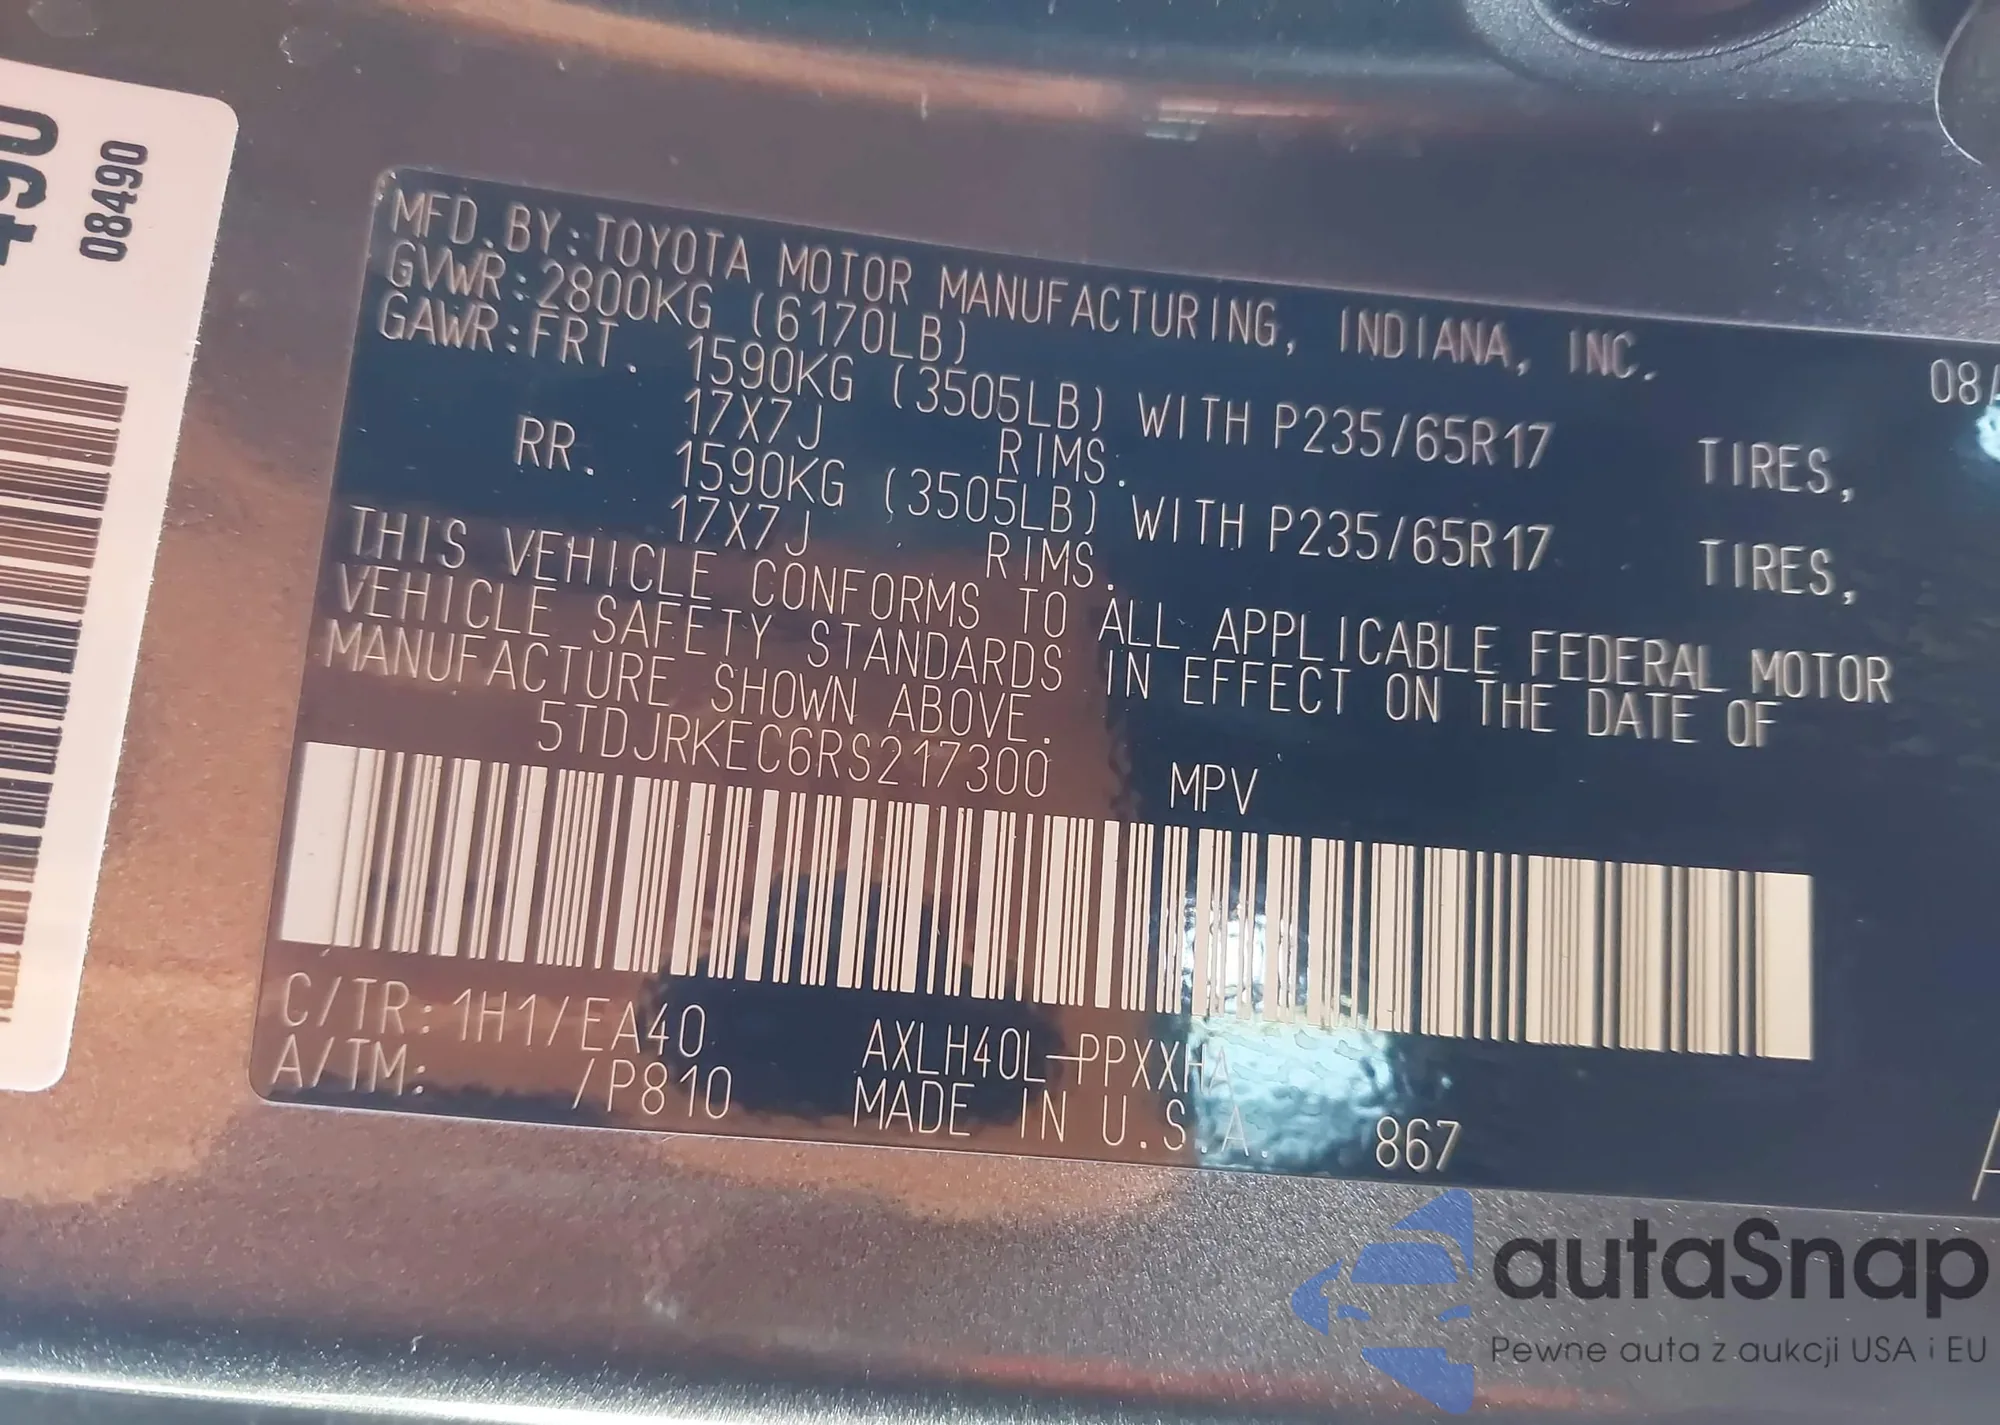 490
08490
MFD.BY:TOYOTA MOTOR MANUFACTURING, INDIANA, INC.
08/
GVWR:2800KG (6170LB)
GAWR:FRT. 1590KG (3505LB) WITH P235/65R17 TIRES,
17X7J RIMS.
RR. 1590KG (3505LB) WITH P235/65R17 TIRES,
17X7J RIMS.
THIS VEHICLE CONFORMS TO ALL APPLICABLE FEDERAL MOTOR
VEHICLE SAFETY STANDARDS IN EFFECT ON THE DATE OF
MANUFACTURE SHOWN ABOVE.
5TDJRKEC6RS217300 MPV
C/TR:1H1/EA40 AXLH40L-PPXXHA
A/TM: /P810 MADE IN U.S.A. 867
autaSnap
Pewne auta z aukcji USA i EU